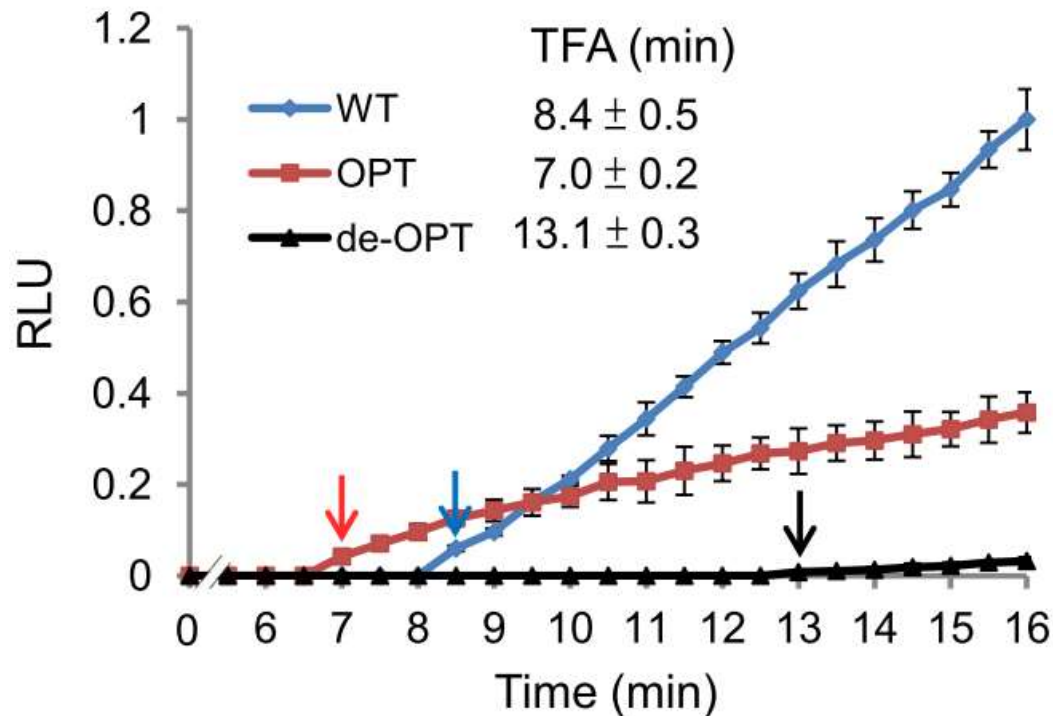 TFA (min)
WT 8.4 ± 0.5
OPT 7.0 ± 0.2
de-OPT 13.1 ± 0.3
RLU
1.2
1
0.8
0.6
0.4
0.2
0
0 6 7 8 9 10 11 12 13 14 15 16
Time (min)